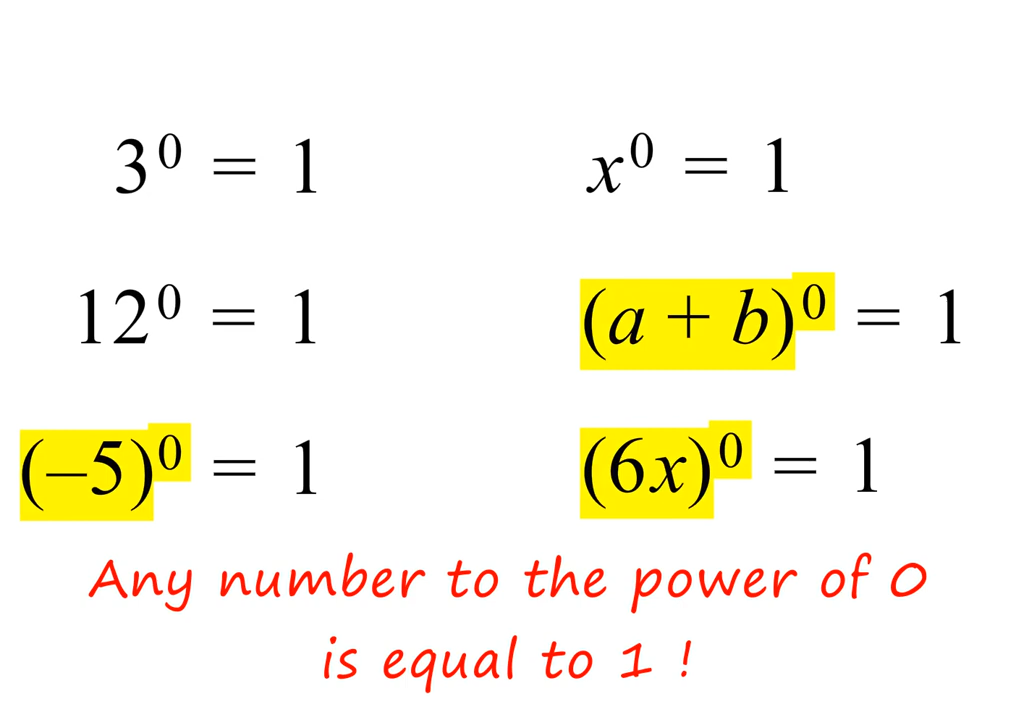 3⁰ = 1
x⁰ = 1
12⁰ = 1
(a + b)⁰ = 1
(–5)⁰ = 1
(6x)⁰ = 1
Any number to the power of 0
is equal to 1 !